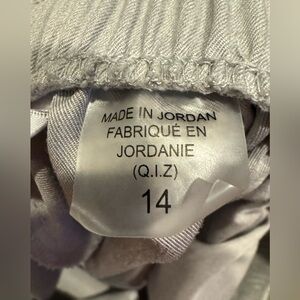 MADE IN JORDAN
FABRIQUÉ EN
JORDANIE
(Q.I.Z)
14